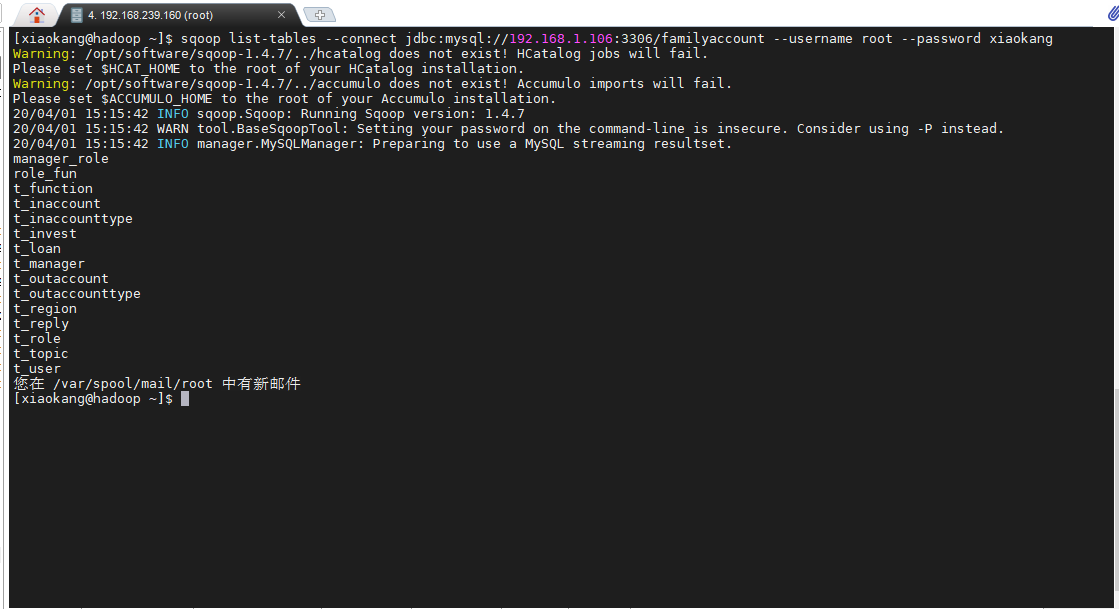 4. 192.168.239.160 (root)
[xiaokang@hadoop ~]$ sqoop list-tables --connect jdbc:mysql://192.168.1.106:3306/familyaccount --username root --password xiaokang
Warning: /opt/software/sqoop-1.4.7/../hcatalog does not exist! HCatalog jobs will fail.
Please set $HCAT_HOME to the root of your HCatalog installation.
Warning: /opt/software/sqoop-1.4.7/../accumulo does not exist! Accumulo imports will fail.
Please set $ACCUMULO_HOME to the root of your Accumulo installation.
20/04/01 15:15:42 INFO sqoop.Sqoop: Running Sqoop version: 1.4.7
20/04/01 15:15:42 WARN tool.BaseSqoopTool: Setting your password on the command-line is insecure. Consider using -P instead.
20/04/01 15:15:42 INFO manager.MySQLManager: Preparing to use a MySQL streaming resultset.
manager_role
role_fun
t_function
t_inaccount
t_inaccounttype
t_invest
t_loan
t_manager
t_outaccount
t_outaccounttype
t_region
t_reply
t_role
t_topic
t_user
您在 /var/spool/mail/root 中有新邮件
[xiaokang@hadoop ~]$